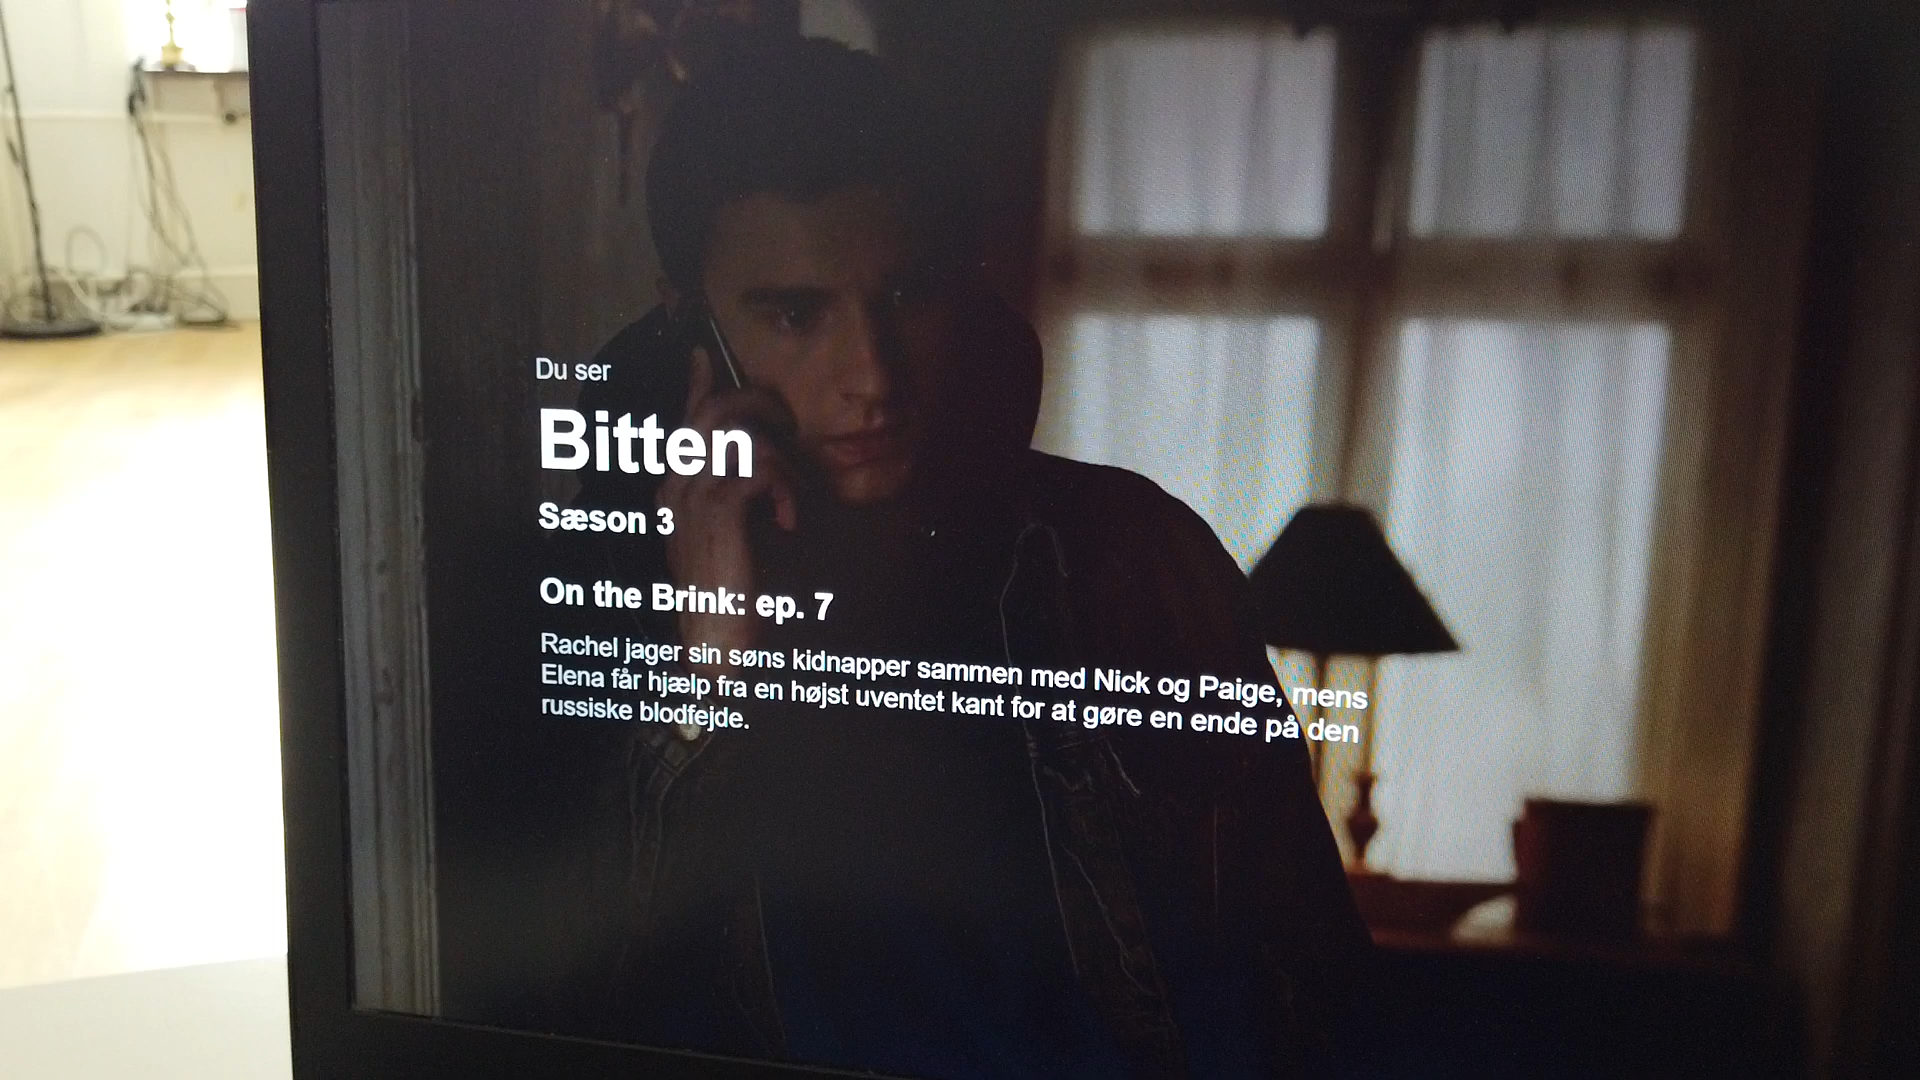 Du ser
Bitten
Sæson 3
On the Brink: ep. 7
Rachel jager sin søns kidnapper sammen med Nick og Paige, mens
Elena får hjælp fra en højst uventet kant for at gøre en ende på den
russiske blodfejde.